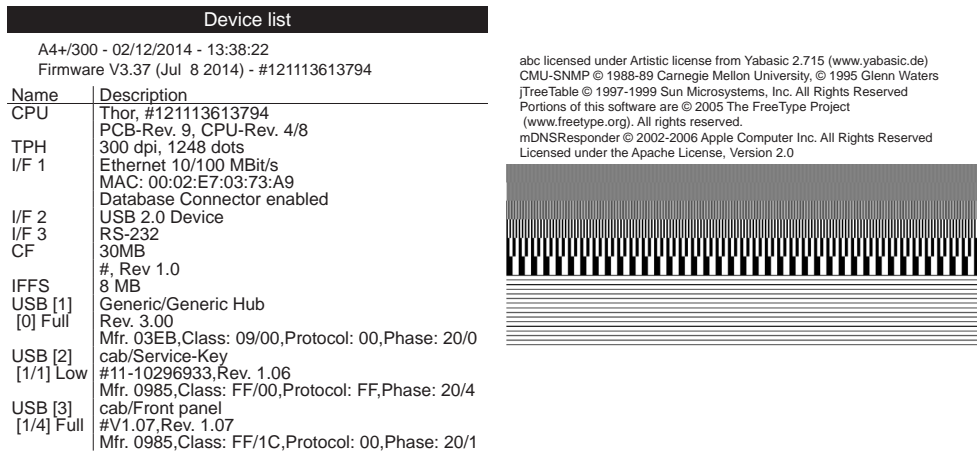 Device list
A4+/300 - 02/12/2014 - 13:38:22
Firmware V3.37 (Jul  8 2014) - #121113613794
Name Description
CPU Thor, #121113613794
PCB-Rev. 9, CPU-Rev. 4/8
TPH 300 dpi, 1248 dots
I/F 1 Ethernet 10/100 MBit/s
MAC: 00:02:E7:03:73:A9
Database Connector enabled
I/F 2 USB 2.0 Device
I/F 3 RS-232
CF 30MB
#, Rev 1.0
IFFS 8 MB
USB [1] Generic/Generic Hub
[0] Full Rev. 3.00
Mfr. 03EB,Class: 09/00,Protocol: 00,Phase: 20/0
USB [2] cab/Service-Key
[1/1] Low #11-10296933,Rev. 1.06
Mfr. 0985,Class: FF/00,Protocol: FF,Phase: 20/4
USB [3] cab/Front panel
[1/4] Full #V1.07,Rev. 1.07
Mfr. 0985,Class: FF/1C,Protocol: 00,Phase: 20/1
abc licensed under Artistic license from Yabasic 2.715 (www.yabasic.de)
CMU-SNMP © 1988-89 Carnegie Mellon University, © 1995 Glenn Waters
jTreeTable © 1997-1999 Sun Microsystems, Inc. All Rights Reserved
Portions of this software are © 2005 The FreeType Project
(www.freetype.org). All rights reserved.
mDNSResponder © 2002-2006 Apple Computer Inc. All Rights Reserved
Licensed under the Apache License, Version 2.0